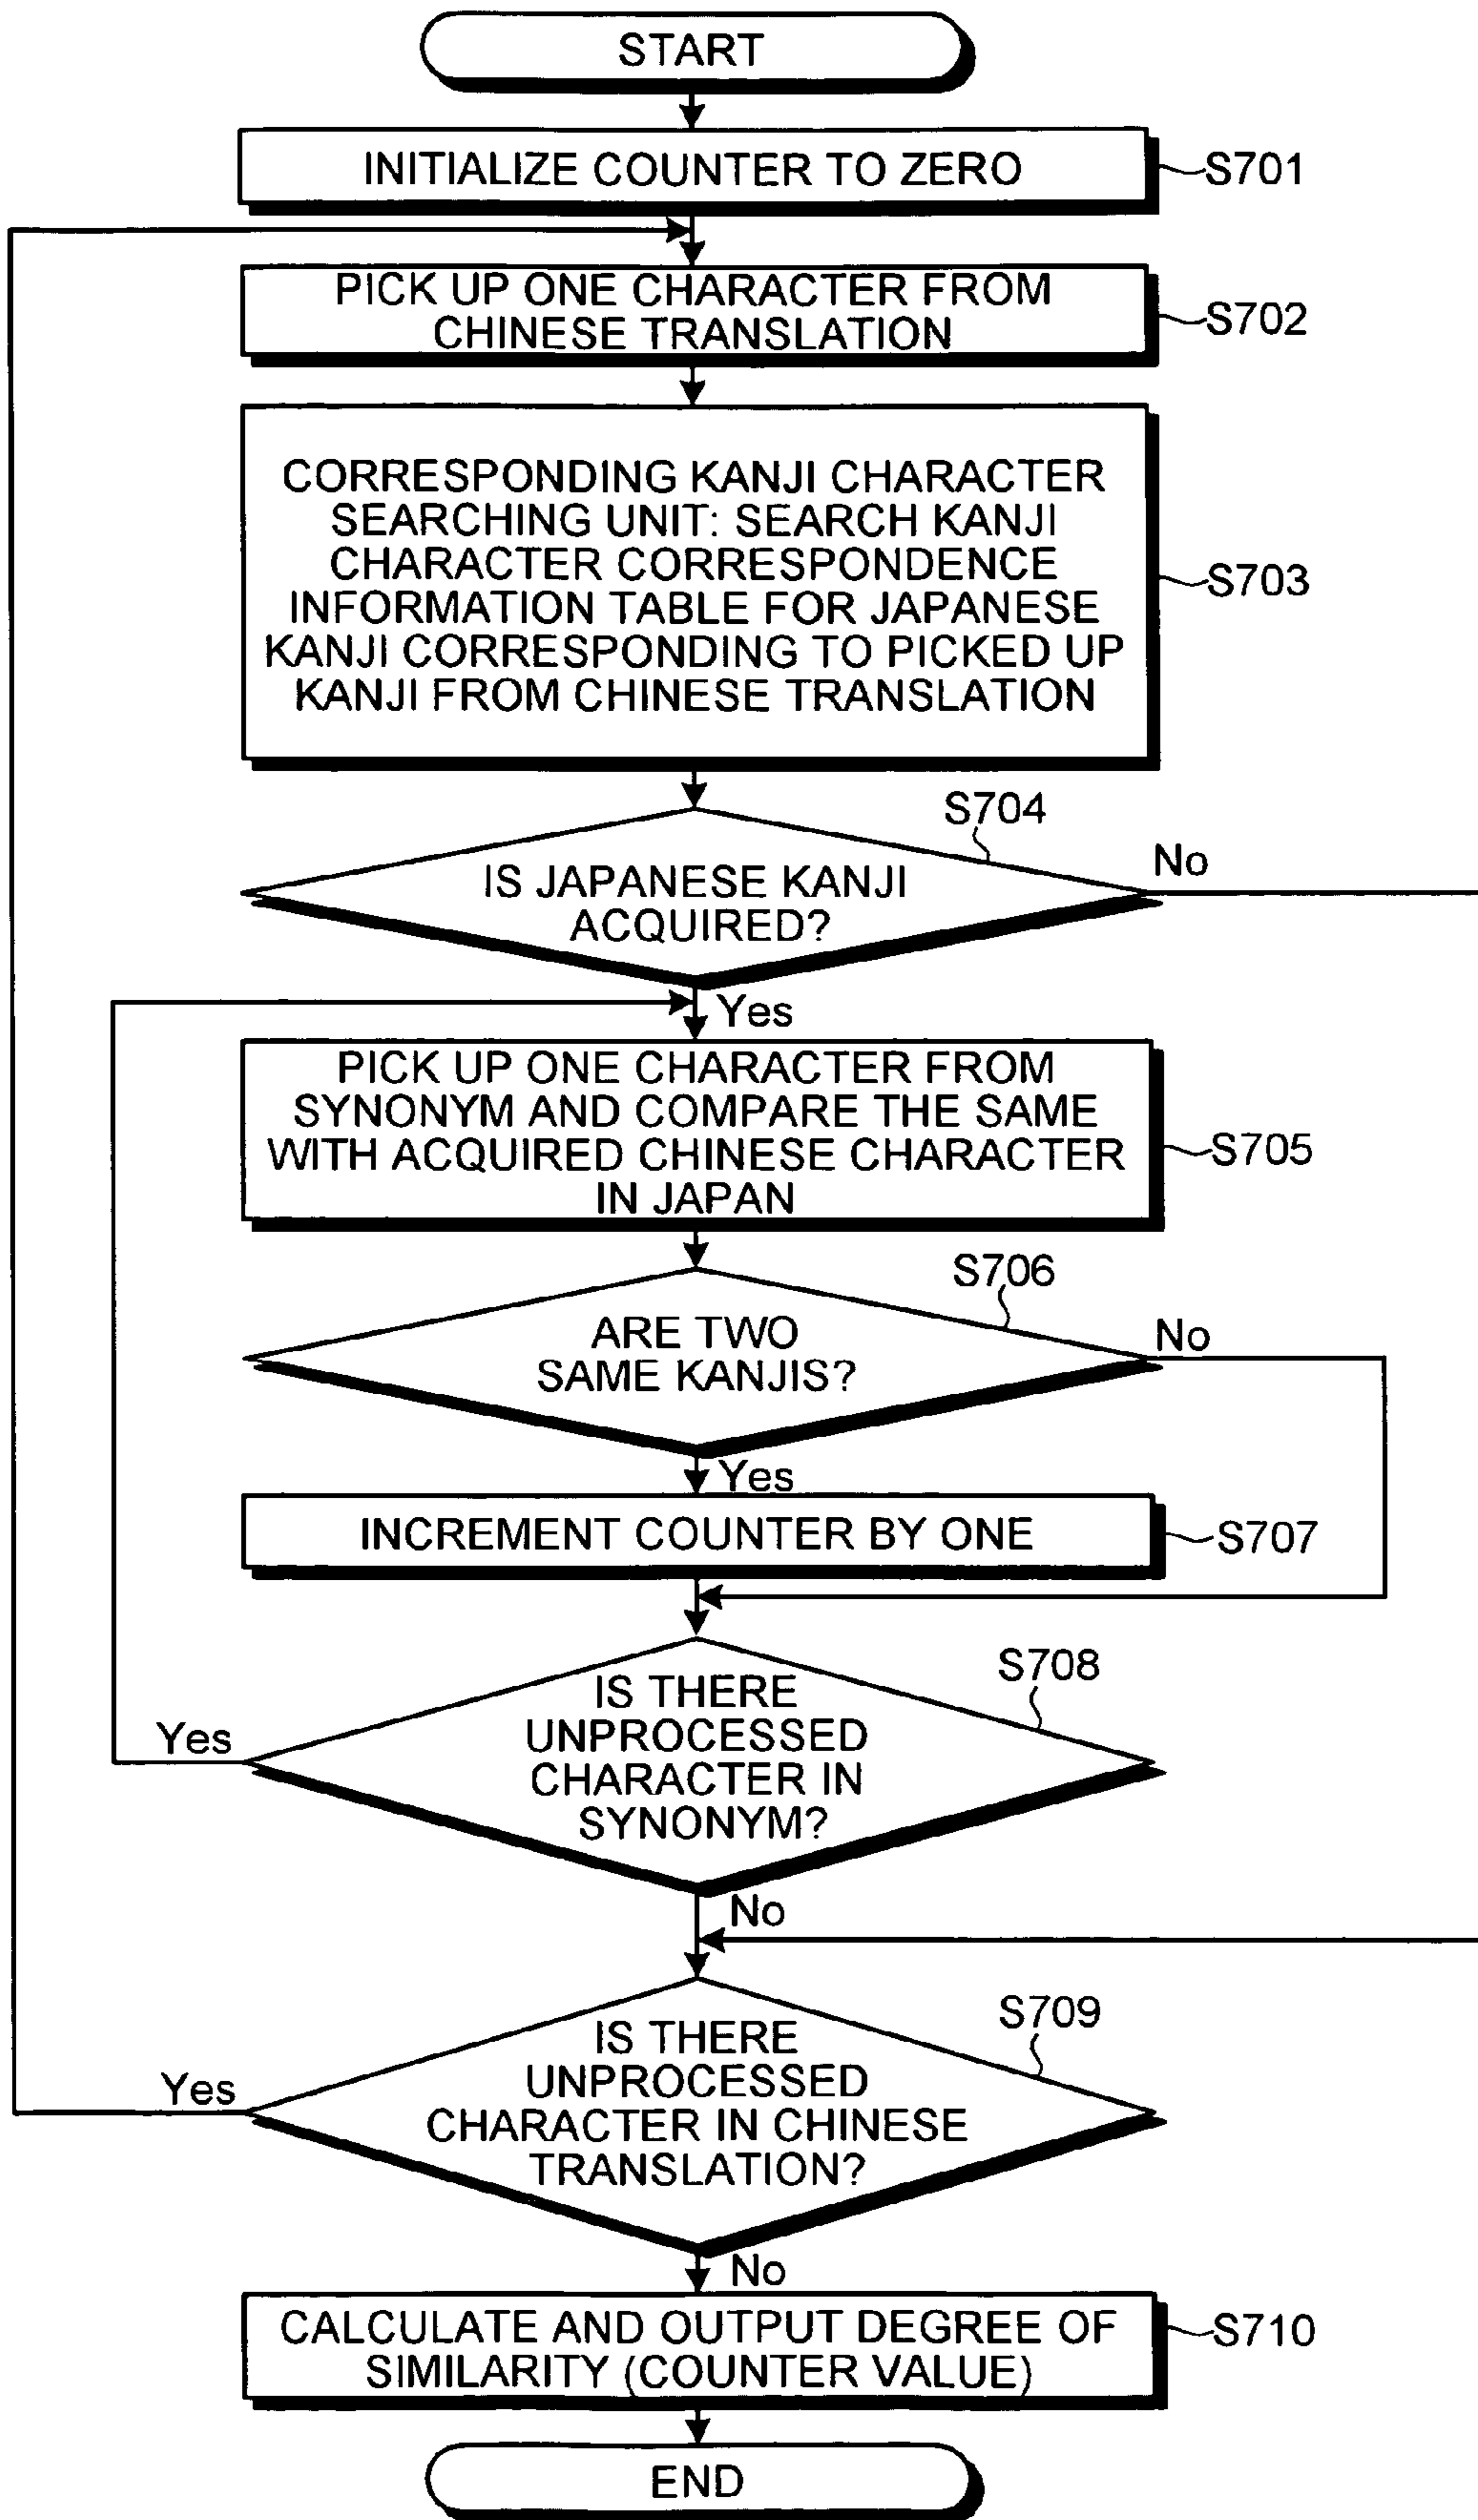 START
INITIALIZE COUNTER TO ZERO
S701
PICK UP ONE CHARACTER FROM
CHINESE TRANSLATION
S702
CORRESPONDING KANJI CHARACTER
SEARCHING UNIT: SEARCH KANJI
CHARACTER CORRESPONDENCE
INFORMATION TABLE FOR JAPANESE
KANJI CORRESPONDING TO PICKED UP
KANJI FROM CHINESE TRANSLATION
S703
S704
IS JAPANESE KANJI
ACQUIRED?
No
Yes
PICK UP ONE CHARACTER FROM
SYNONYM AND COMPARE THE SAME
WITH ACQUIRED CHINESE CHARACTER
IN JAPAN
S705
S706
ARE TWO
SAME KANJIS?
No
Yes
INCREMENT COUNTER BY ONE
S707
S708
IS THERE
UNPROCESSED
CHARACTER IN
SYNONYM?
Yes
No
S709
IS THERE
UNPROCESSED
CHARACTER IN CHINESE
TRANSLATION?
Yes
No
CALCULATE AND OUTPUT DEGREE OF
SIMILARITY (COUNTER VALUE)
S710
END